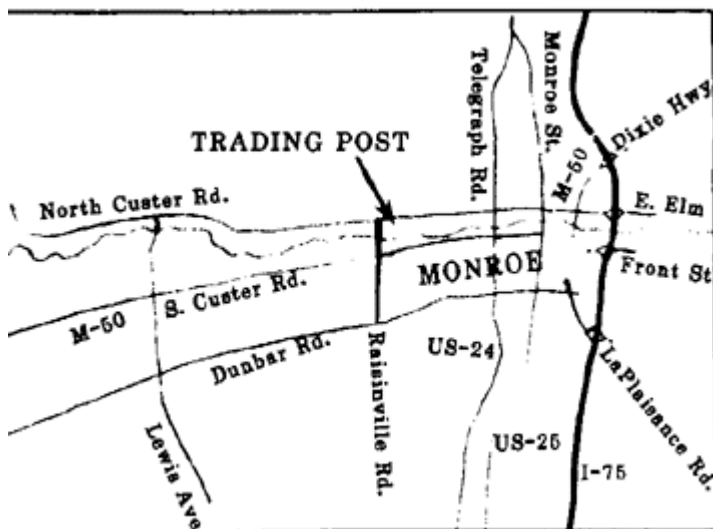 Monroe St.
Telegraph Rd.
Dixie Hwy
TRADING POST
M-50
North Custer Rd.
E. Elm
MONROE
Front St
S. Custer Rd.
M-50
Dunbar Rd.
US-24
Raisinville Rd.
LaPlaisance Rd.
Lewis Ave
US-25
I-75